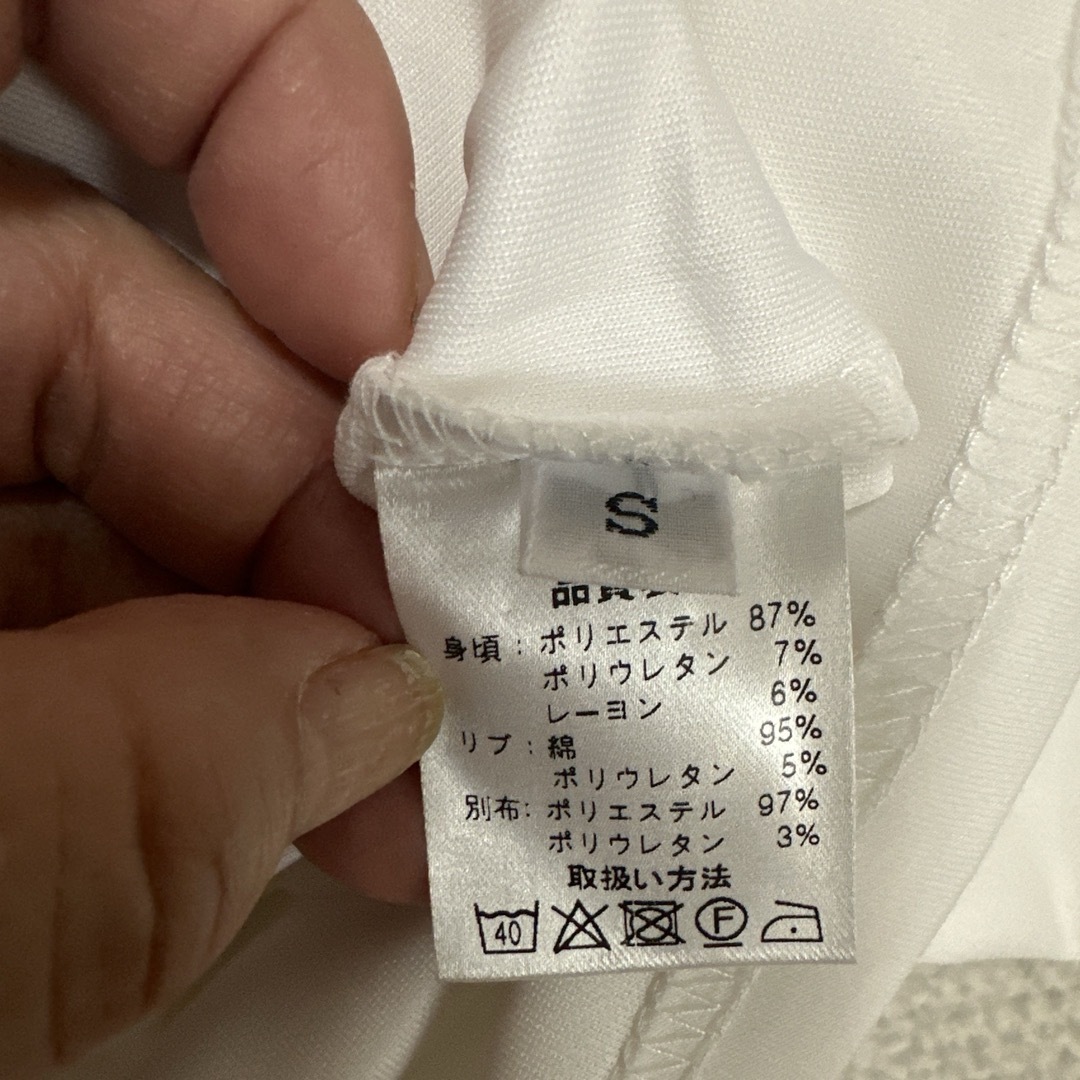 S
身頃：ポリエステル 87%
ポリウレタン 7%
レーヨン 6%
リブ：綿 95%
ポリウレタン 5%
別布：ポリエステル 97%
ポリウレタン 3%
取扱い方法
40 F